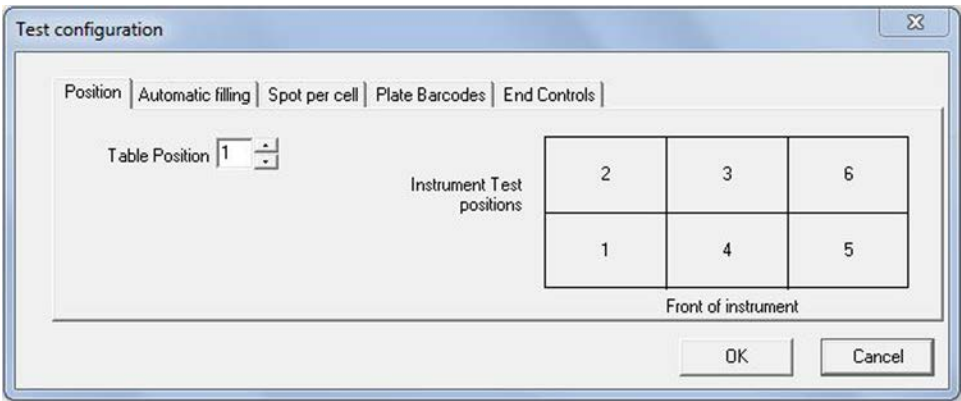 Test configuration
Position Automatic filling Spot per cell Plate Barcodes End Controls
Table Position 1
Instrument Test
positions
2 3 6
1 4 5
Front of instrument
OK Cancel